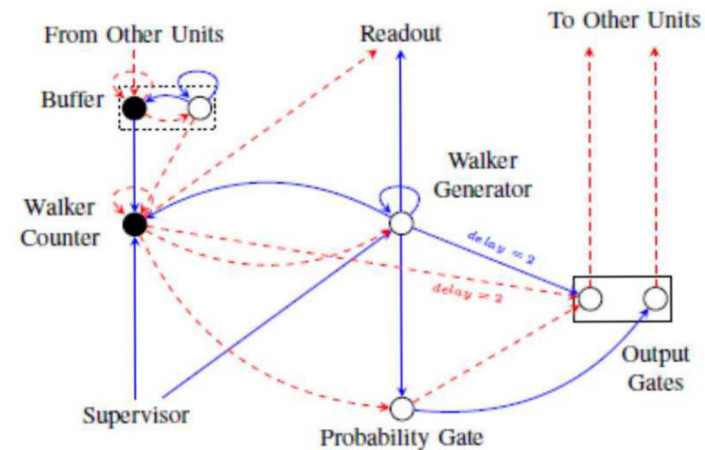 From Other Units
Readout
To Other Units
Buffer
Walker
Generator
Walker
Counter
delay = 2
delay = 2
Output
Gates
Supervisor
Probability Gate